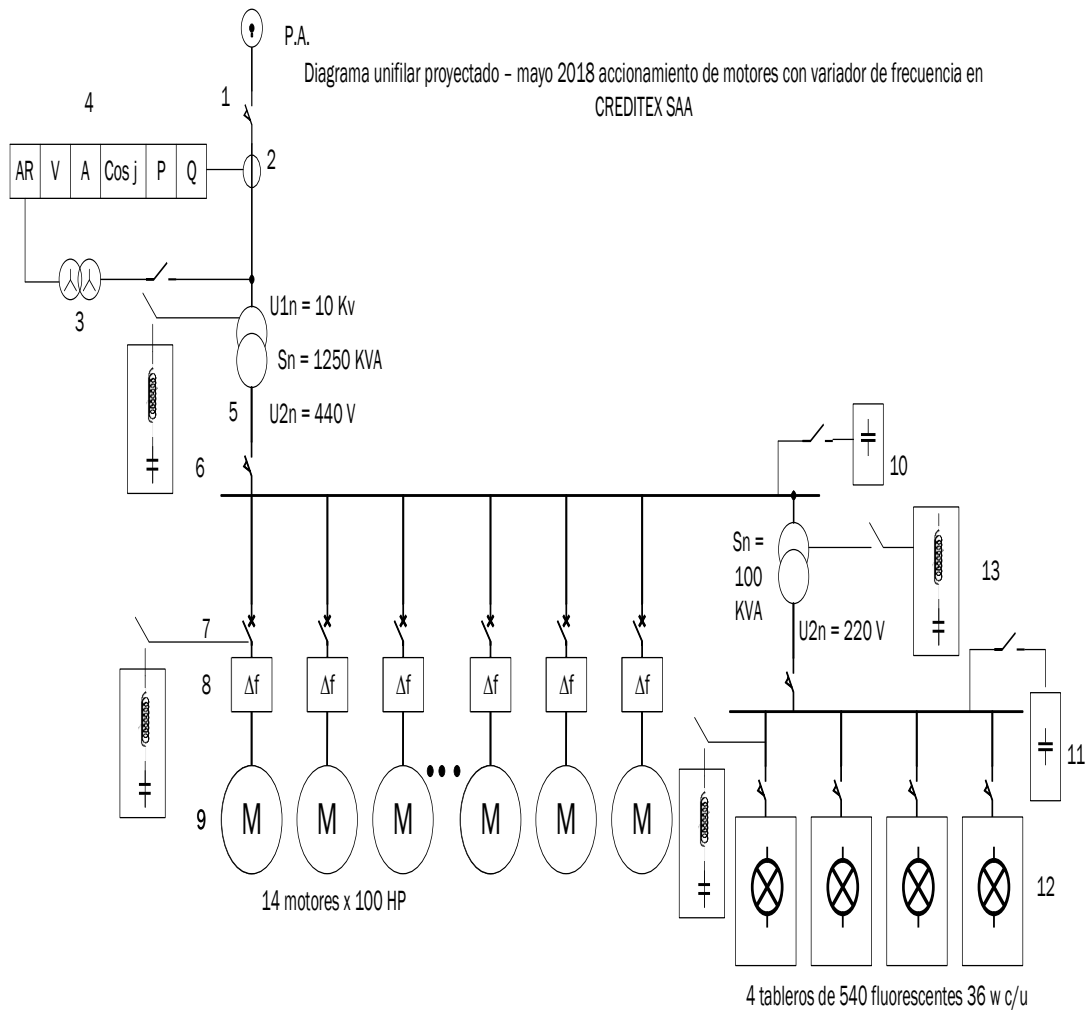 P.A.
Diagrama unifilar proyectado – mayo 2018 accionamiento de motores con variador de frecuencia en
CREDITEX SAA
1
4
2
AR V A Cos j P Q
3
U1n = 10 Kv
Sn = 1250 KVA
5
U2n = 440 V
6
10
Sn =
100
KVA
13
U2n = 220 V
7
8
Δf Δf Δf Δf Δf Δf
11
9
M M M M M M
12
14 motores x 100 HP
4 tableros de 540 fluorescentes 36 w c/u